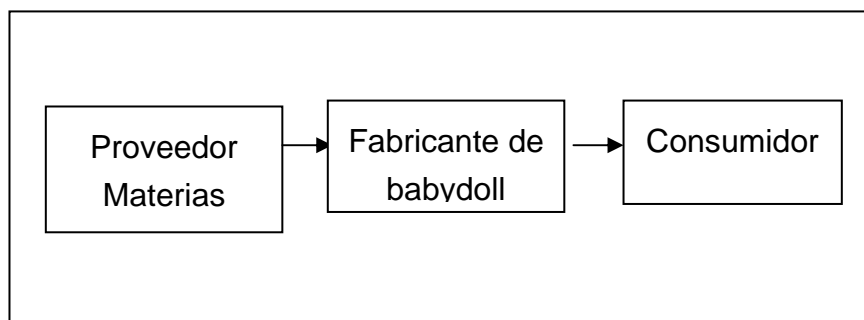 Proveedor
Materias
Fabricante de
babydoll
Consumidor